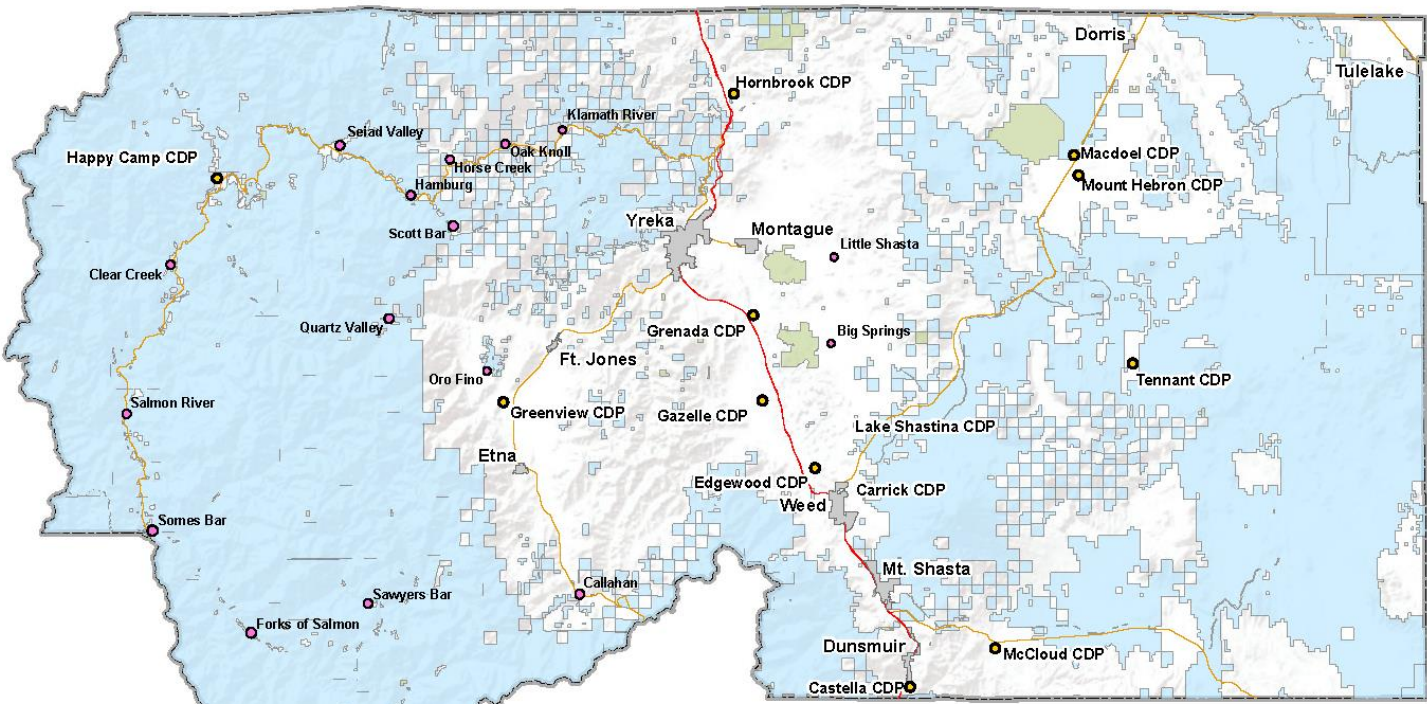 Dorris
Tulelake
Hornbrook CDP
Klamath River
Seiad Valley
Oak Knoll
Happy Camp CDP
Horse Creek
Macdoel CDP
Mount Hebron CDP
Hamburg
Yreka
Montague
Scott Bar
Little Shasta
Clear Creek
Quartz Valley
Grenada CDP
Big Springs
Ft. Jones
Oro Fino
Tennant CDP
Salmon River
Greenview CDP
Gazelle CDP
Lake Shastina CDP
Etna
Edgewood CDP
Carrick CDP
Weed
Somes Bar
Mt. Shasta
Callahan
Sawyers Bar
Forks of Salmon
Dunsmuir
McCloud CDP
Castella CDP